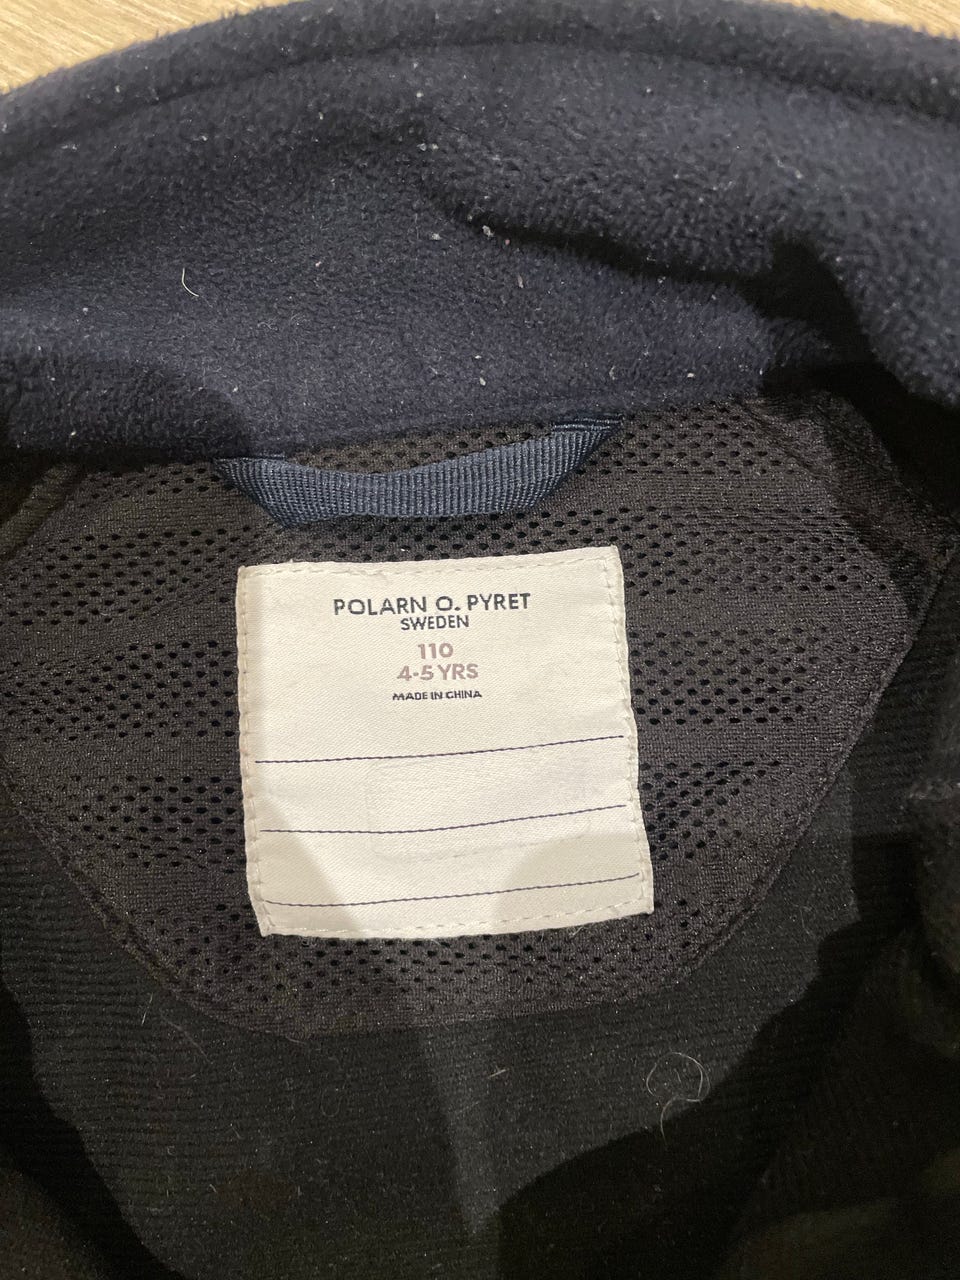 POLARN O. PYRET
SWEDEN
110
4-5 YRS
MADE IN CHINA